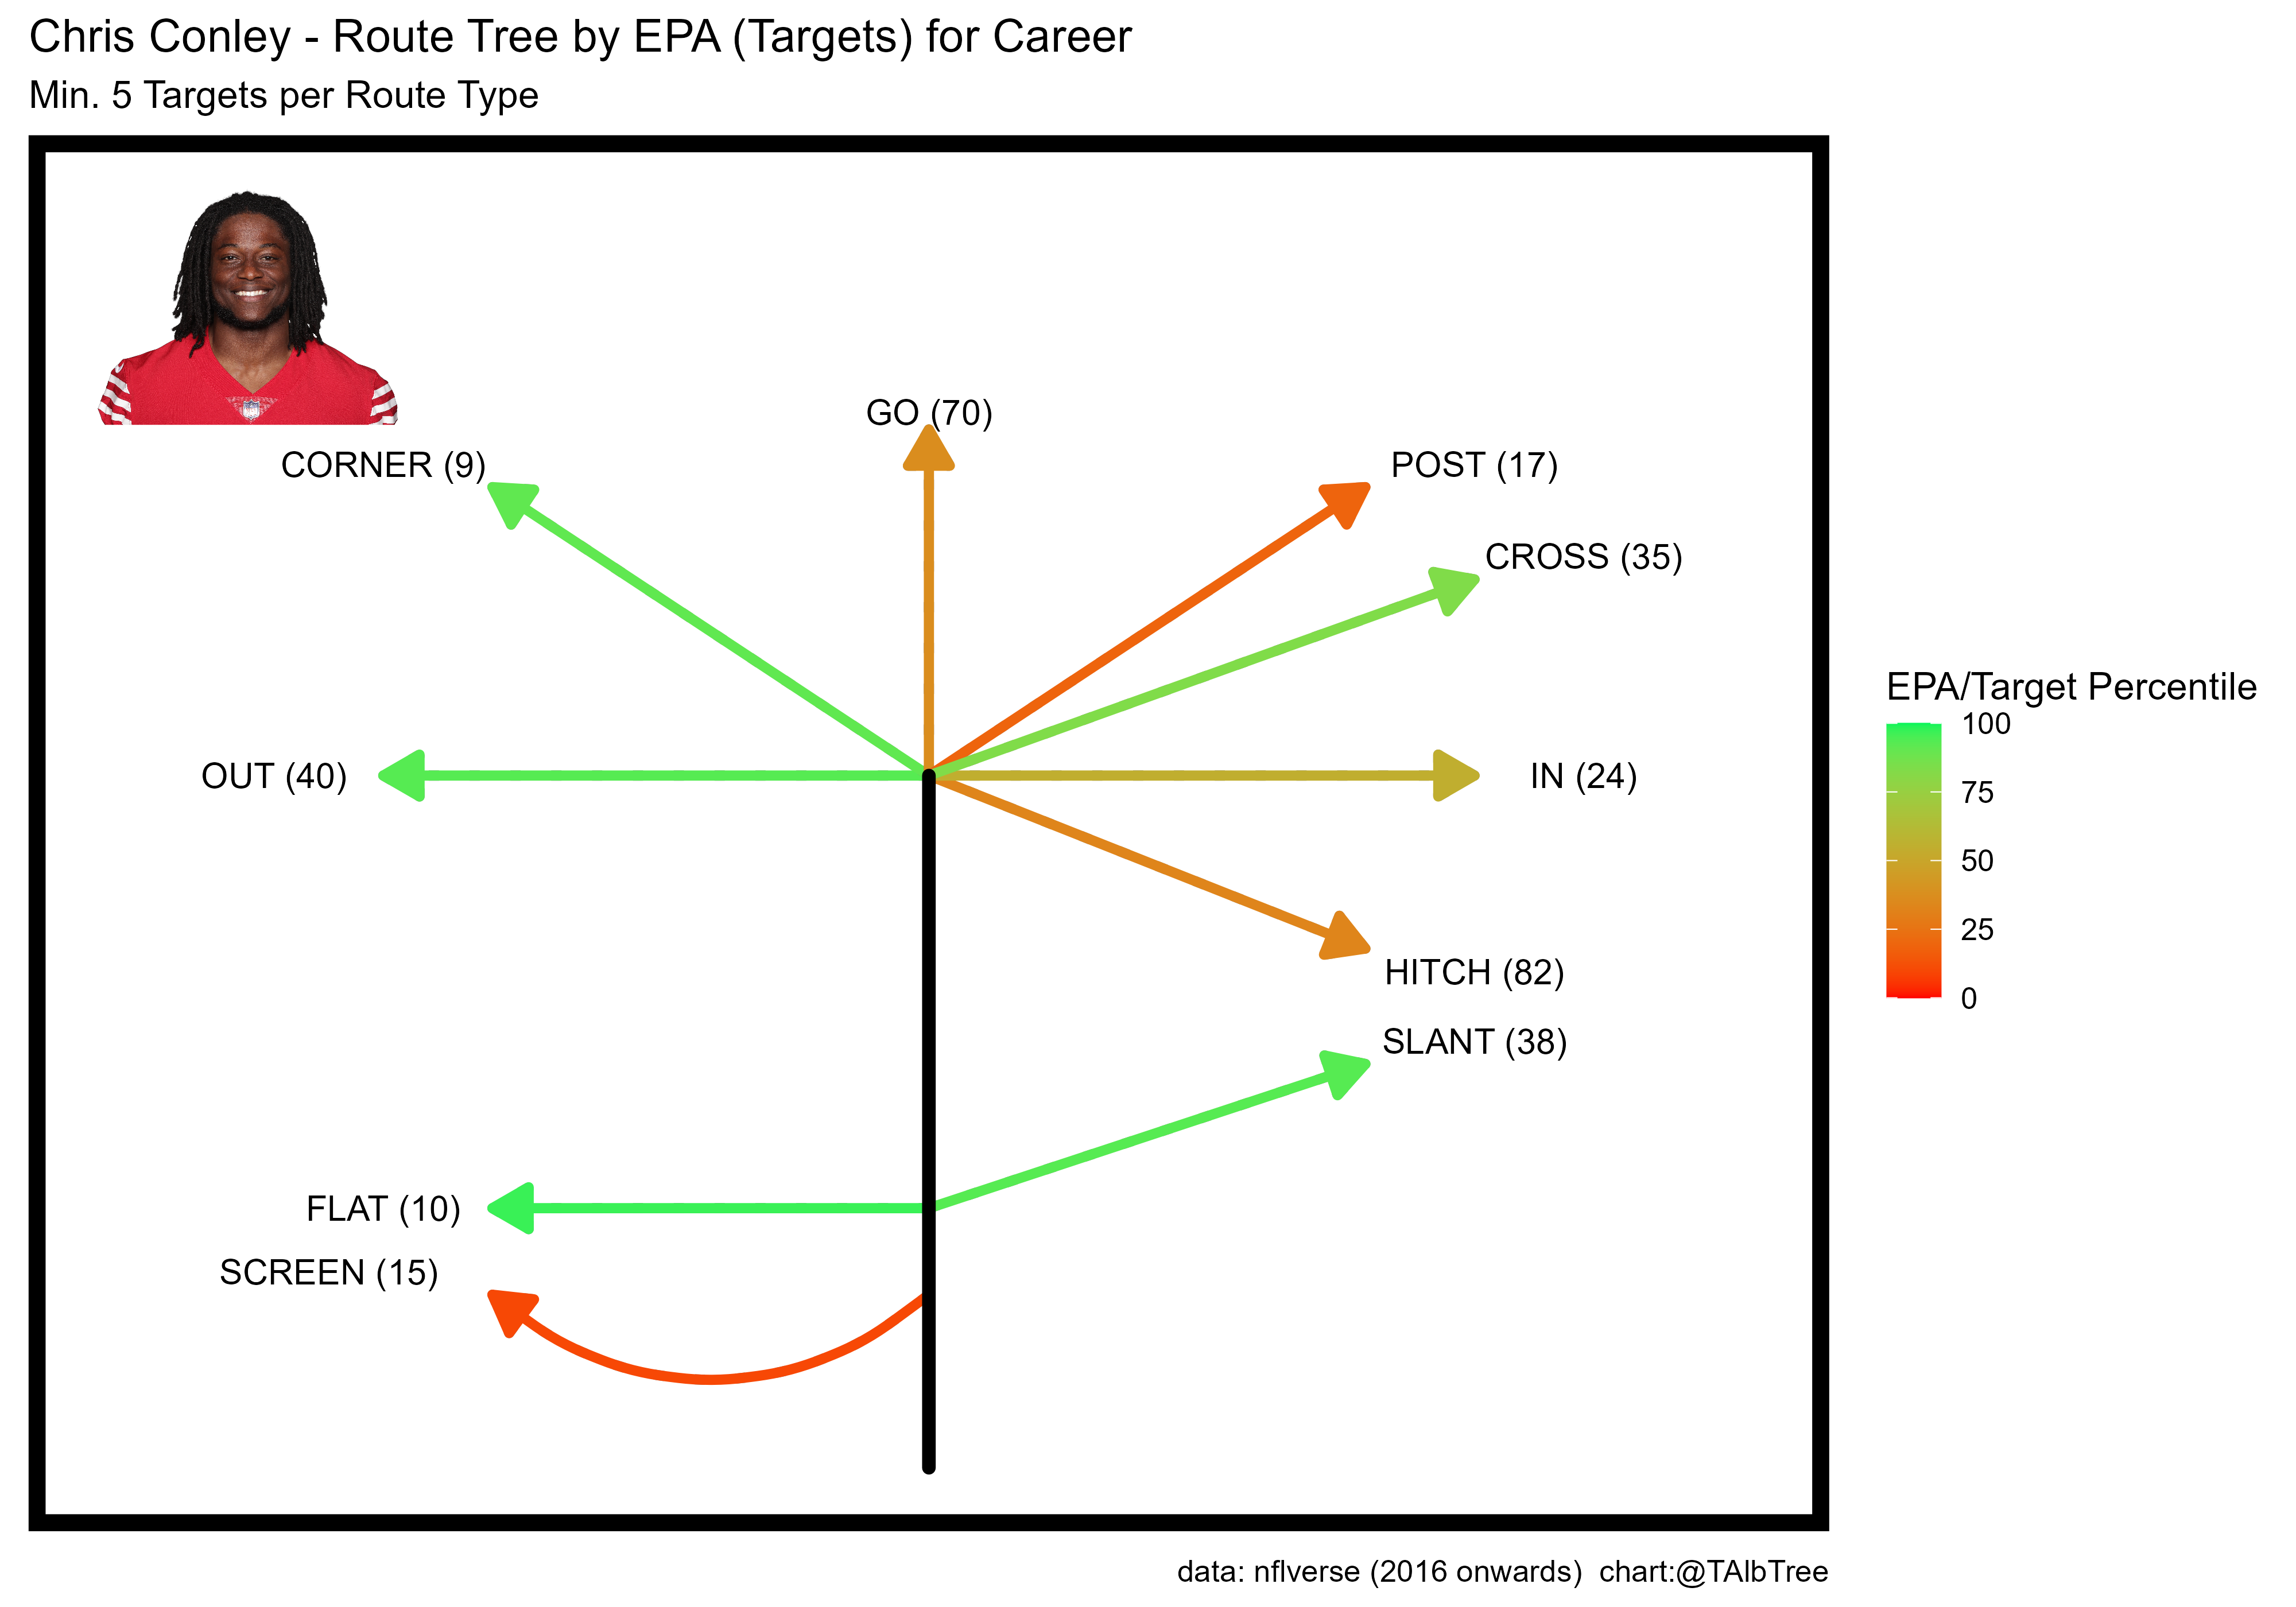 Chris Conley - Route Tree by EPA (Targets) for Career
Min. 5 Targets per Route Type
GO (70)
CORNER (9)
POST (17)
CROSS (35)
OUT (40)
IN (24)
HITCH (82)
SLANT (38)
FLAT (10)
SCREEN (15)
EPA/Target Percentile
100
75
50
25
0
data: nflverse (2016 onwards)  chart:@TAlbTree